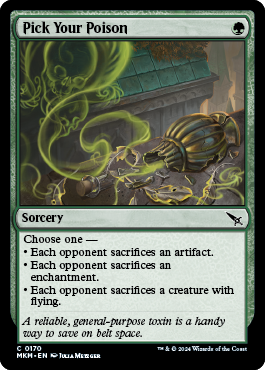 Pick Your Poison
Sorcery
Choose one —
• Each opponent sacrifices an artifact.
• Each opponent sacrifices an
enchantment.
• Each opponent sacrifices a creature with
flying.
A reliable, general-purpose toxin is a handy
way to save on belt space.
C 0170
MKM • EN JULIA METZGER
™ & © 2024 Wizards of the Coast